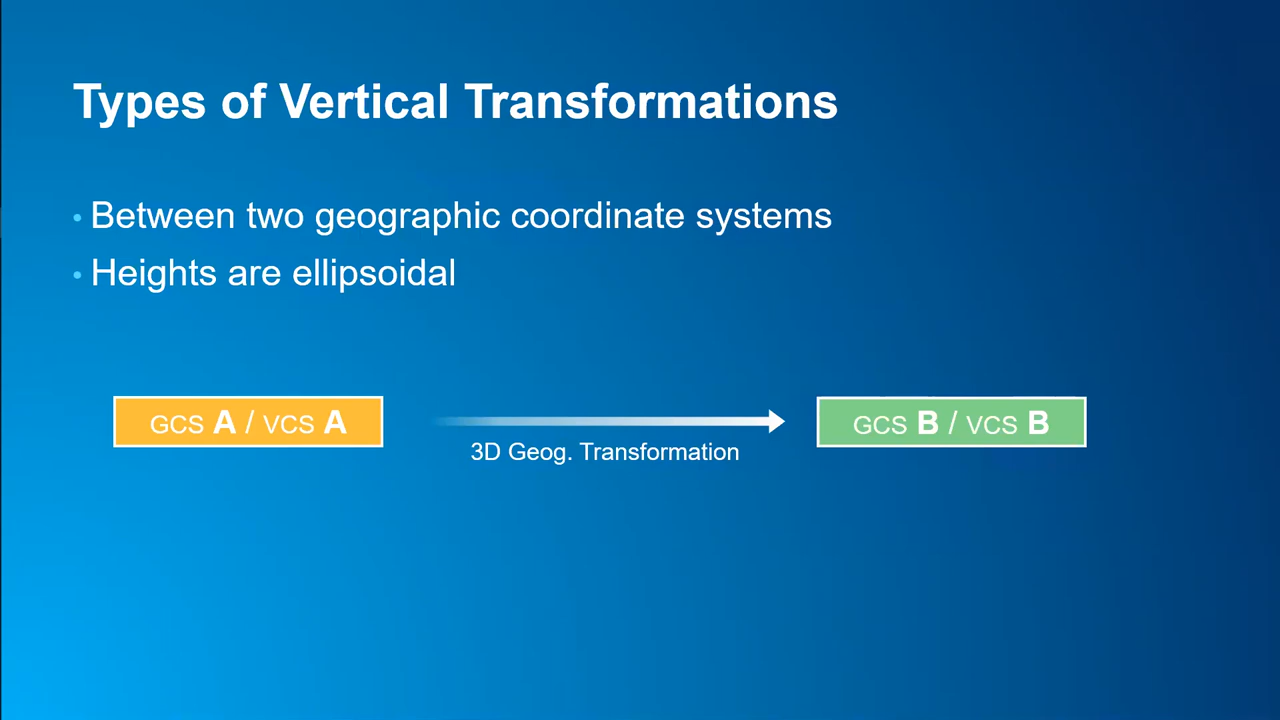 Types of Vertical Transformations
• Between two geographic coordinate systems
• Heights are ellipsoidal
GCS A / VCS A
3D Geog. Transformation
GCS B / VCS B